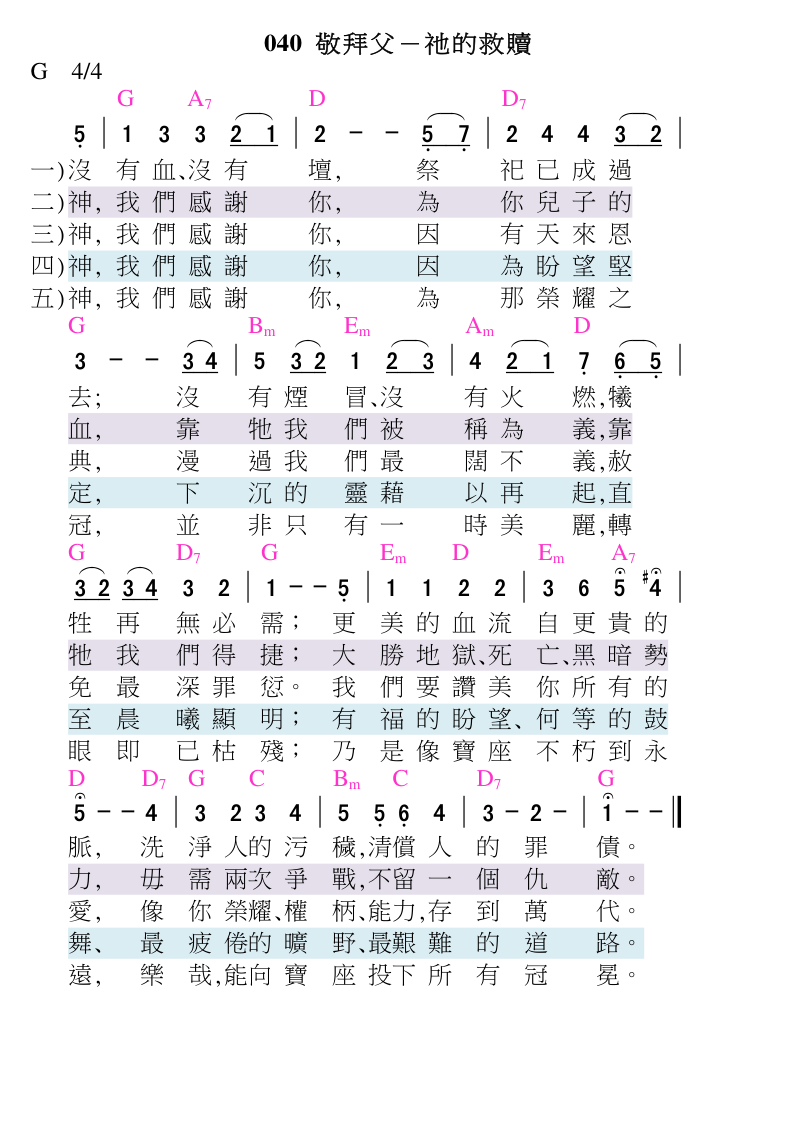 040 敬拜父－祂的救贖
G 4/4
G A7 D D7
5 | 1 3 3 2 1 | 2 － － 5 7 | 2 4 4 3 2 |
一)沒 有血、沒有 壇, 祭 祀已成過
二)神, 我們感謝 你, 為 你兒子的
三)神, 我們感謝 你, 因 有天來恩
四)神, 我們感謝 你, 因 為盼望堅
五)神, 我們感謝 你, 為 那榮耀之
G Bm Em Am D
3 － － 3 4 | 5 3 2 1 2 3 | 4 2 1 7 6 5 |
去; 沒 有煙 冒、沒 有火 燃,犧
血, 靠 牠我 們被 稱為 義,靠
典, 漫 過我 們最 闊不 義,赦
定, 下 沉的 靈藉 以再 起,直
冠, 並 非只 有一 時美 麗,轉
G D7 G Em D Em A7
3 2 3 4 3 2 | 1 － － 5 | 1 1 2 2 | 3 6 5 #4 |
牲再 無必 需； 更 美的血流 自更貴的
牠我 們得 捷； 大 勝地獄、死 亡、黑暗勢
免最 深罪 愆。 我 們要讚美 你所有的
至晨 曦顯 明； 有 福的盼望、何等的鼓
眼即 已枯 殘； 乃 是像寶座 不朽到永
D D7 G C Bm C D7 G
5 － － 4 | 3 2 3 4 | 5 5 6 4 | 3 － 2 － | 1 － － ‖
脈, 洗 淨人的污 穢,清償人 的罪 債。
力, 毋 需兩次爭 戰,不留一 個仇 敵。
愛, 像 你榮耀、權 柄、能力,存 到萬 代。
舞、 最 疲倦的曠 野、最艱難 的道 路。
遠, 樂 哉,能向寶 座投下所 有冠 冕。